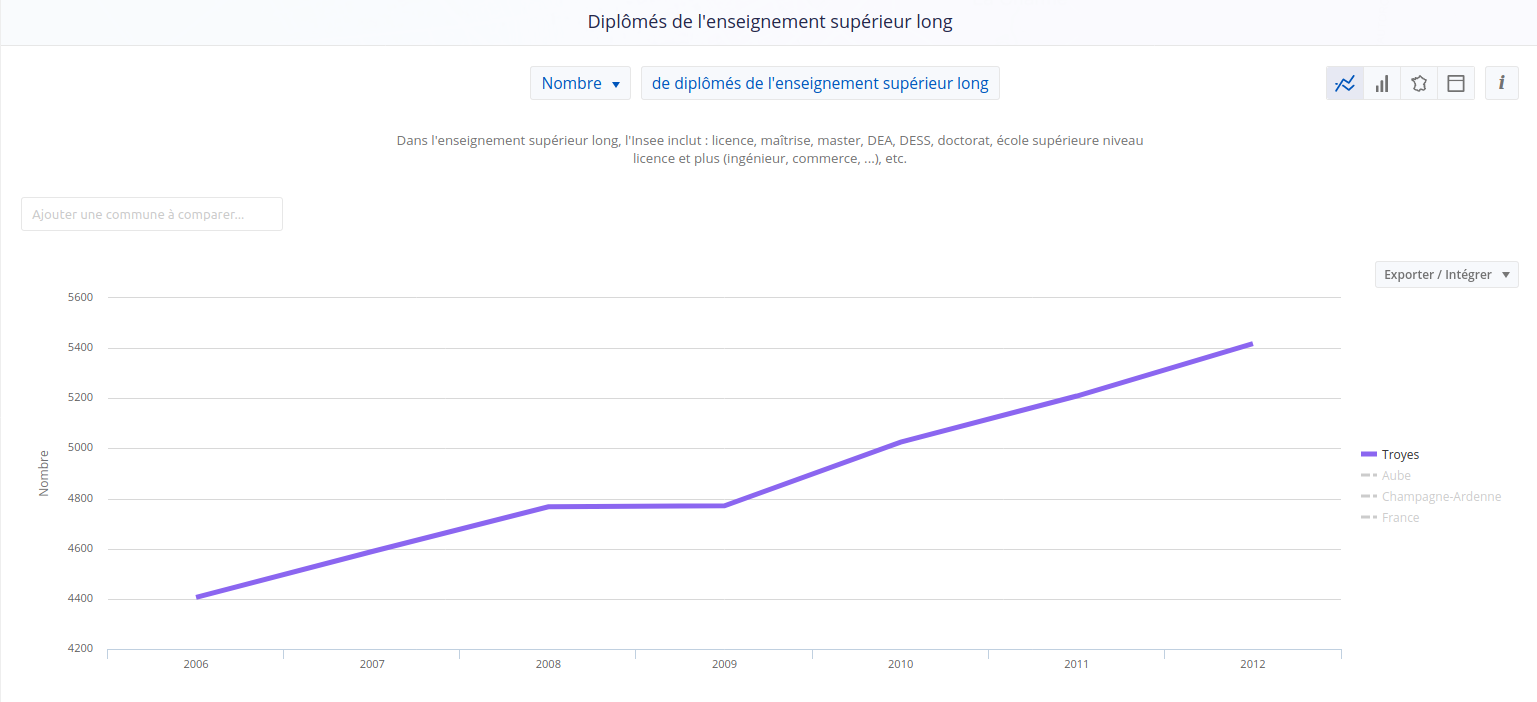 Diplômés de l'enseignement supérieur long
Nombre
de diplômés de l'enseignement supérieur long
i
Dans l'enseignement supérieur long, l'Insee inclut : licence, maîtrise, master, DEA, DESS, doctorat, école supérieure niveau
licence et plus (ingénieur, commerce, ...), etc.
Ajouter une commune à comparer...
Exporter / Intégrer
5600
5400
5200
5000
4800
4600
4400
4200
Nombre
2006 2007 2008 2009 2010 2011 2012
Troyes
Aube
Champagne-Ardenne
France